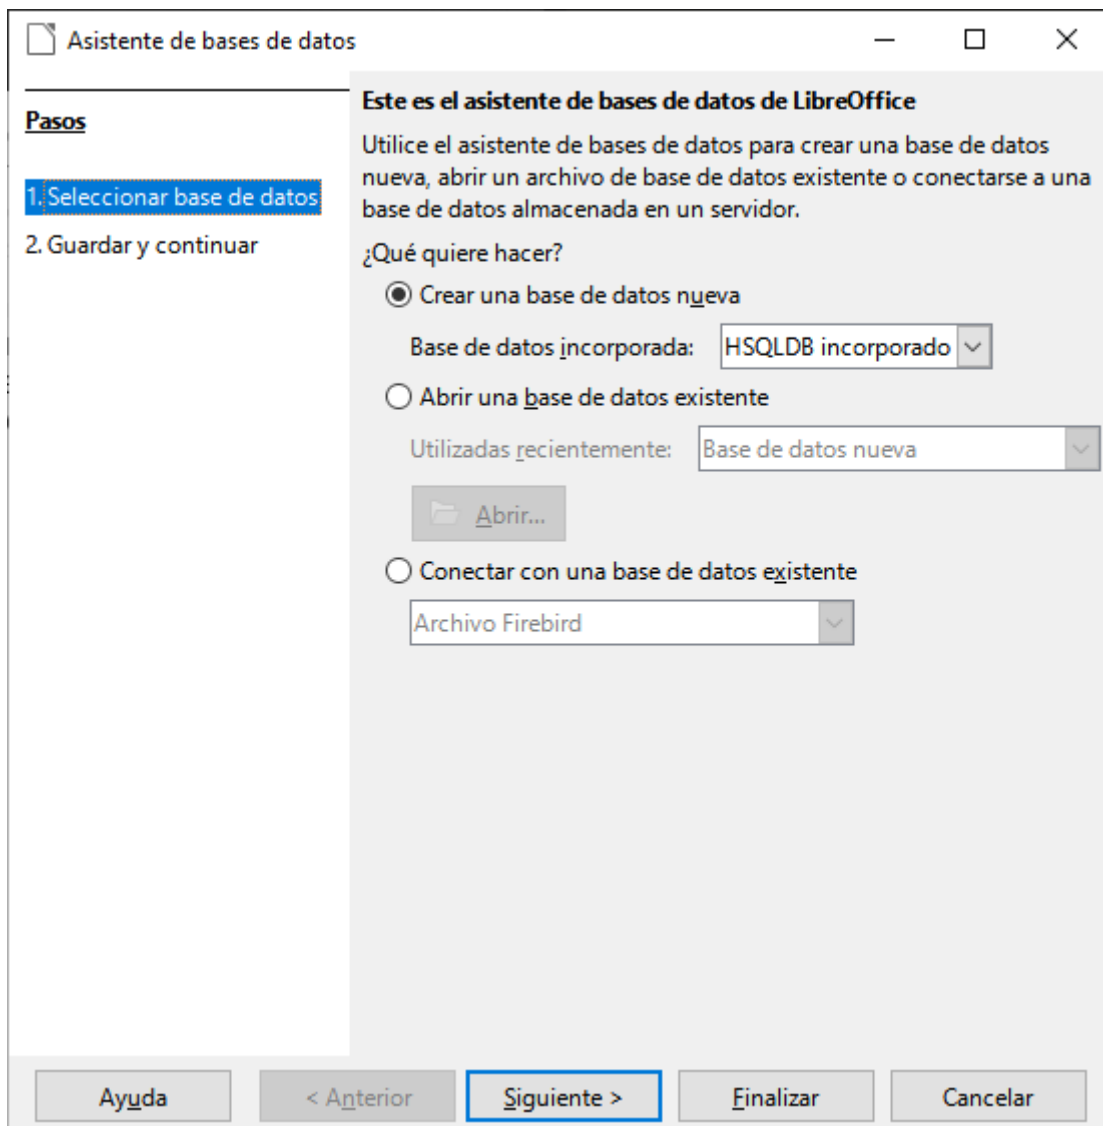 Asistente de bases de datos
Pasos
1. Seleccionar base de datos
2. Guardar y continuar
Este es el asistente de bases de datos de LibreOffice
Utilice el asistente de bases de datos para crear una base de datos
nueva, abrir un archivo de base de datos existente o conectarse a una
base de datos almacenada en un servidor.
¿Qué quiere hacer?
Crear una base de datos nueva
Base de datos incorporada: HSQLDB incorporado
Abrir una base de datos existente
Utilizadas recientemente: Base de datos nueva
Abrir...
Conectar con una base de datos existente
Archivo Firebird
Ayuda < Anterior Siguiente > Finalizar Cancelar